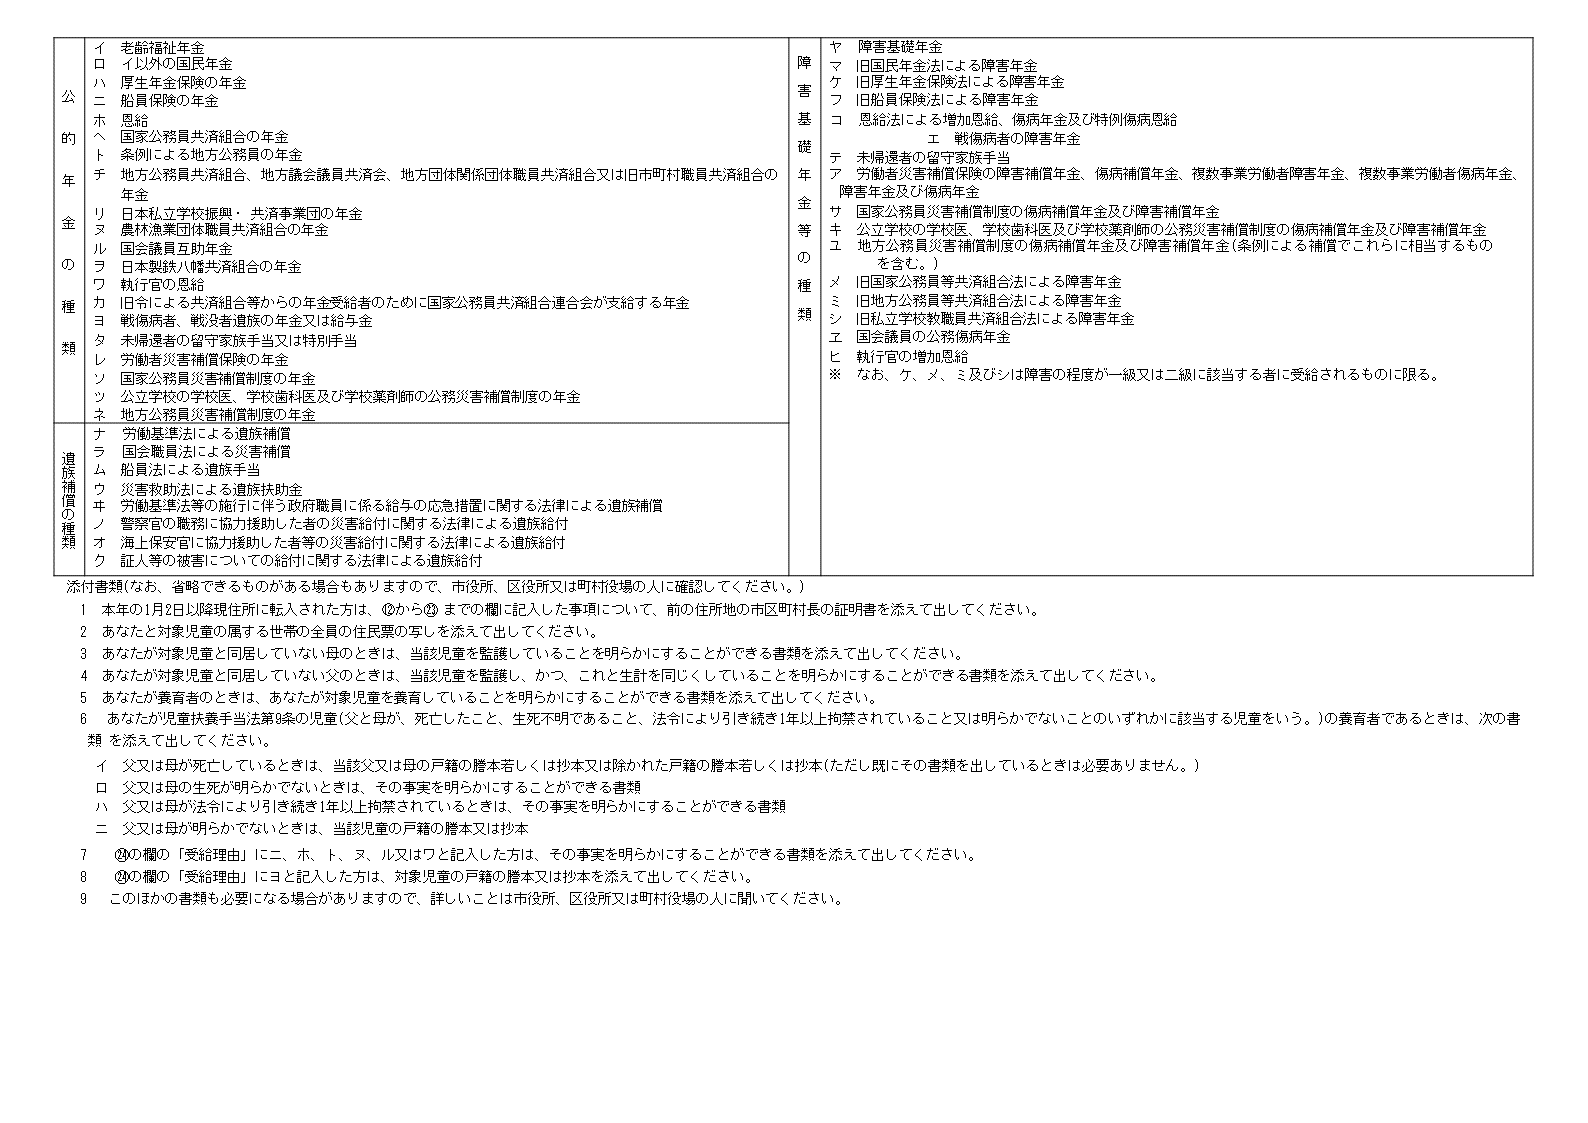 公的年金の種類
イ　老齢福祉年金
ロ　イ以外の国民年金
ハ　厚生年金保険の年金
ニ　船員保険の年金
ホ　恩給
ヘ　国家公務員共済組合の年金
ト　条例による地方公務員の年金
チ　地方公務員共済組合、地方議会議員共済会、地方団体関係団体職員共済組合又は旧市町村職員共済組合の
年金
リ　日本私立学校振興・ 共済事業団の年金
ヌ　農林漁業団体職員共済組合の年金
ル　国会議員互助年金
ヲ　日本製鉄八幡共済組合の年金
ワ　執行官の恩給
カ　旧令による共済組合等からの年金受給者のために国家公務員共済組合連合会が支給する年金
ヨ　戦傷病者、戦没者遺族の年金又は給与金
タ　未帰還者の留守家族手当又は特別手当
レ　労働者災害補償保険の年金
ソ　国家公務員災害補償制度の年金
ツ　公立学校の学校医、学校歯科医及び学校薬剤師の公務災害補償制度の年金
ネ　地方公務員災害補償制度の年金
遺族補償の種類
ナ　労働基準法による遺族補償
ラ　国会職員法による災害補償
ム　船員法による遺族手当
ウ　災害救助法による遺族扶助金
ヰ　労働基準法等の施行に伴う政府職員に係る給与の応急措置に関する法律による遺族補償
ノ　警察官の職務に協力援助した者の災害給付に関する法律による遺族給付
オ　海上保安官に協力援助した者等の災害給付に関する法律による遺族給付
ク　証人等の被害についての給付に関する法律による遺族給付
障害基礎年金等の種類
ヤ　障害基礎年金
マ　旧国民年金法による障害年金
ケ　旧厚生年金保険法による障害年金
フ　旧船員保険法による障害年金
コ　恩給法による増加恩給、傷病年金及び特例傷病恩給
エ　戦傷病者の障害年金
テ　未帰還者の留守家族手当
ア　労働者災害補償保険の障害補償年金、傷病補償年金、複数事業労働者障害年金、複数事業労働者傷病年金、
障害年金及び傷病年金
サ　国家公務員災害補償制度の傷病補償年金及び障害補償年金
キ　公立学校の学校医、学校歯科医及び学校薬剤師の公務災害補償制度の傷病補償年金及び障害補償年金
ユ　地方公務員災害補償制度の傷病補償年金及び障害補償年金(条例による補償でこれらに相当するもの
を含む。)
メ　旧国家公務員等共済組合法による障害年金
ミ　旧地方公務員等共済組合法による障害年金
シ　旧私立学校教職員共済組合法による障害年金
ヱ　国会議員の公務傷病年金
ヒ　執行官の増加恩給
※　なお、ケ、メ、ミ及びシは障害の程度が一級又は二級に該当する者に受給されるものに限る。
添付書類(なお、省略できるものがある場合もありますので、市役所、区役所又は町村役場の人に確認してください。)
1　本年の1月2日以降現住所に転入された方は、⑫から㉓ までの欄に記入した事項について、前の住所地の市区町村長の証明書を添えて出してください。
2　あなたと対象児童の属する世帯の全員の住民票の写しを添えて出してください。
3　あなたが対象児童と同居していない母のときは、当該児童を監護していることを明らかにすることができる書類を添えて出してください。
4　あなたが対象児童と同居していない父のときは、当該児童を監護し、かつ、これと生計を同じくしていることを明らかにすることができる書類を添えて出してください。
5　あなたが養育者のときは、あなたが対象児童を養育していることを明らかにすることができる書類を添えて出してください。
6　あなたが児童扶養手当法第9条の児童(父と母が、死亡したこと、生死不明であること、法令により引き続き1年以上拘禁されていること又は明らかでないことのいずれかに該当する児童をいう。)の養育者であるときは、次の書
類 を添えて出してください。
イ　父又は母が死亡しているときは、当該父又は母の戸籍の謄本若しくは抄本又は除かれた戸籍の謄本若しくは抄本(ただし既にその書類を出しているときは必要ありません。)
ロ　父又は母の生死が明らかでないときは、その事実を明らかにすることができる書類
ハ　父又は母が法令により引き続き1年以上拘禁されているときは、その事実を明らかにすることができる書類
ニ　父又は母が明らかでないときは、当該児童の戸籍の謄本又は抄本
7　㉔の欄の「受給理由」にニ、ホ、ト、ヌ、ル又はワと記入した方は、その事実を明らかにすることができる書類を添えて出してください。
8　㉔の欄の「受給理由」にヨと記入した方は、対象児童の戸籍の謄本又は抄本を添えて出してください。
9　このほかの書類も必要になる場合がありますので、詳しいことは市役所、区役所又は町村役場の人に聞いてください。